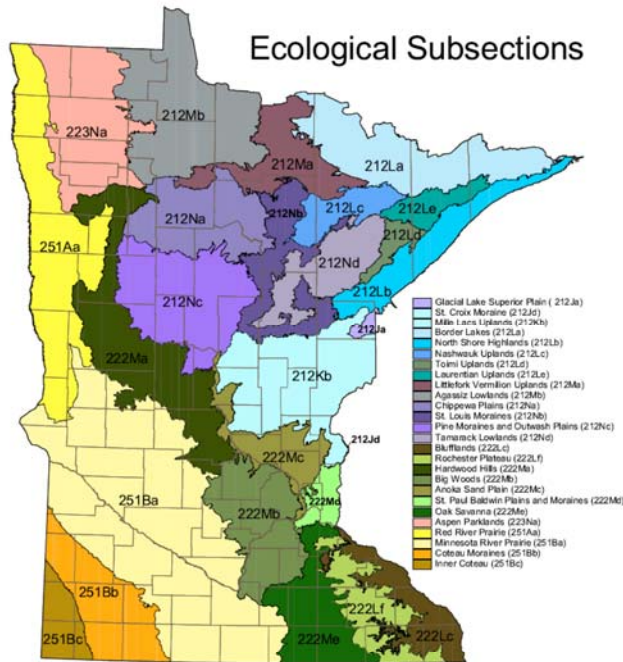 Ecological Subsections
212Mb
223Na
212Ma
212La
212Na
212Nb
212Lc
212Le
212Ld
251Aa
212Nd
212Nc
212Lb
212Ja
222Ma
212Kb
212Jd
222Mc
222Md
251Ba
222Mb
251Bb
222Lf
251Bc
222Me
222Lc
Glacial Lake Superior Plain ( 212Ja)
St. Croix Moraine (212Jd)
Mille Lacs Uplands (212Kb)
Border Lakes (212La)
North Shore Highlands (212Lb)
Nashwauk Uplands (212Lc)
Toimi Uplands (212Ld)
Laurentian Uplands (212Le)
Littlefork Vermilion Uplands (212Ma)
Agassiz Lowlands (212Mb)
Chippewa Plains (212Na)
St. Louis Moraines (212Nb)
Pine Moraines and Outwash Plains (212Nc)
Tamarack Lowlands (212Nd)
Blufflands (222Lc)
Rochester Plateau (222Lf)
Hardwood Hills (222Ma)
Big Woods (222Mb)
Anoka Sand Plain (222Mc)
St. Paul Baldwin Plains and Moraines (222Md)
Oak Savanna (222Me)
Aspen Parklands (223Na)
Red River Prairie (251Aa)
Minnesota River Prairie (251Ba)
Coteau Moraines (251Bb)
Inner Coteau (251Bc)